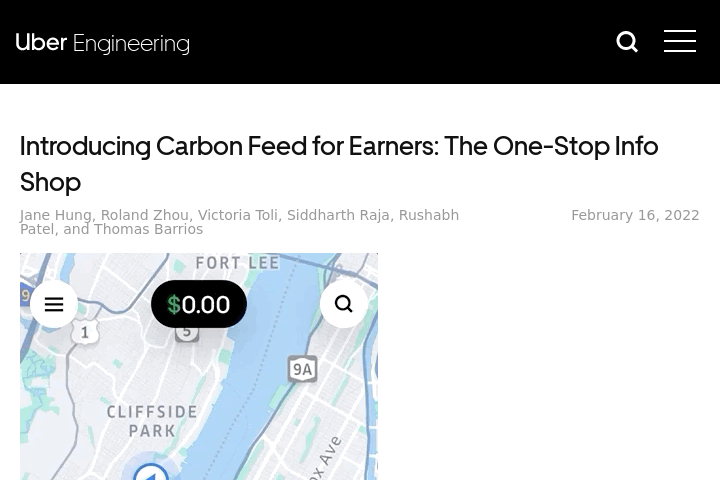 Uber Engineering
Introducing Carbon Feed for Earners: The One-Stop Info
Shop
Jane Hung, Roland Zhou, Victoria Toli, Siddharth Raja, Rushabh
Patel, and Thomas Barrios
February 16, 2022
FORT LEE
9
$0.00
1
5
9A
CLIFFSIDE
PARK
ox Ave